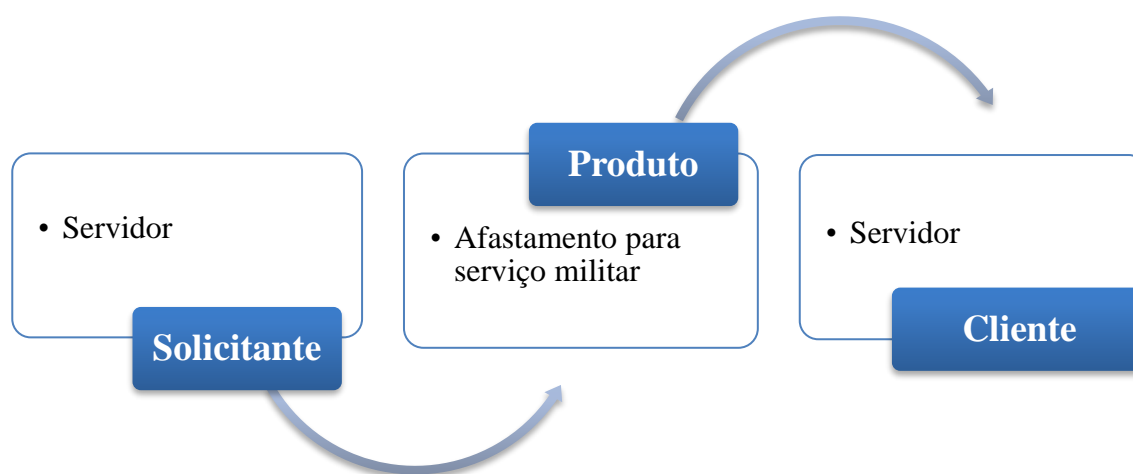 • Servidor
Solicitante
Produto
• Afastamento para
serviço militar
• Servidor
Cliente